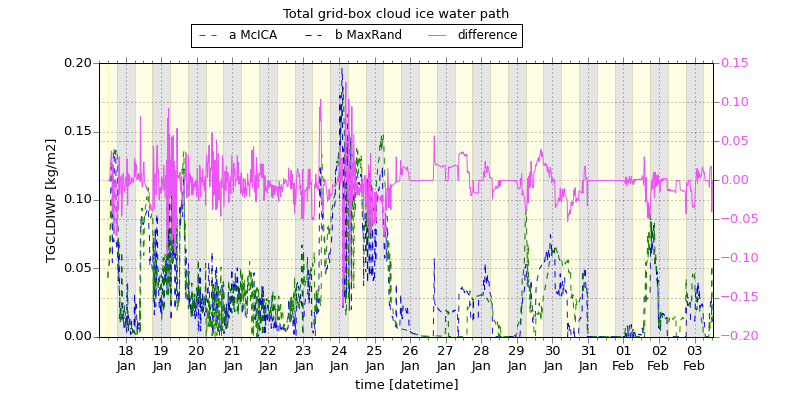 Total grid-box cloud ice water path
a McICA b MaxRand difference
0.20 0.15
0.10
0.15 0.05
0.10 0.00
−0.05
0.05 −0.10
−0.15
0.00 −0.20
TGCLDIWP [kg/m2]
18 19 20 21 22 23 24 25 26 27 28 29 30 31 01 02 03
Jan Jan Jan Jan Jan Jan Jan Jan Jan Jan Jan Jan Jan Jan Feb Feb Feb
time [datetime]